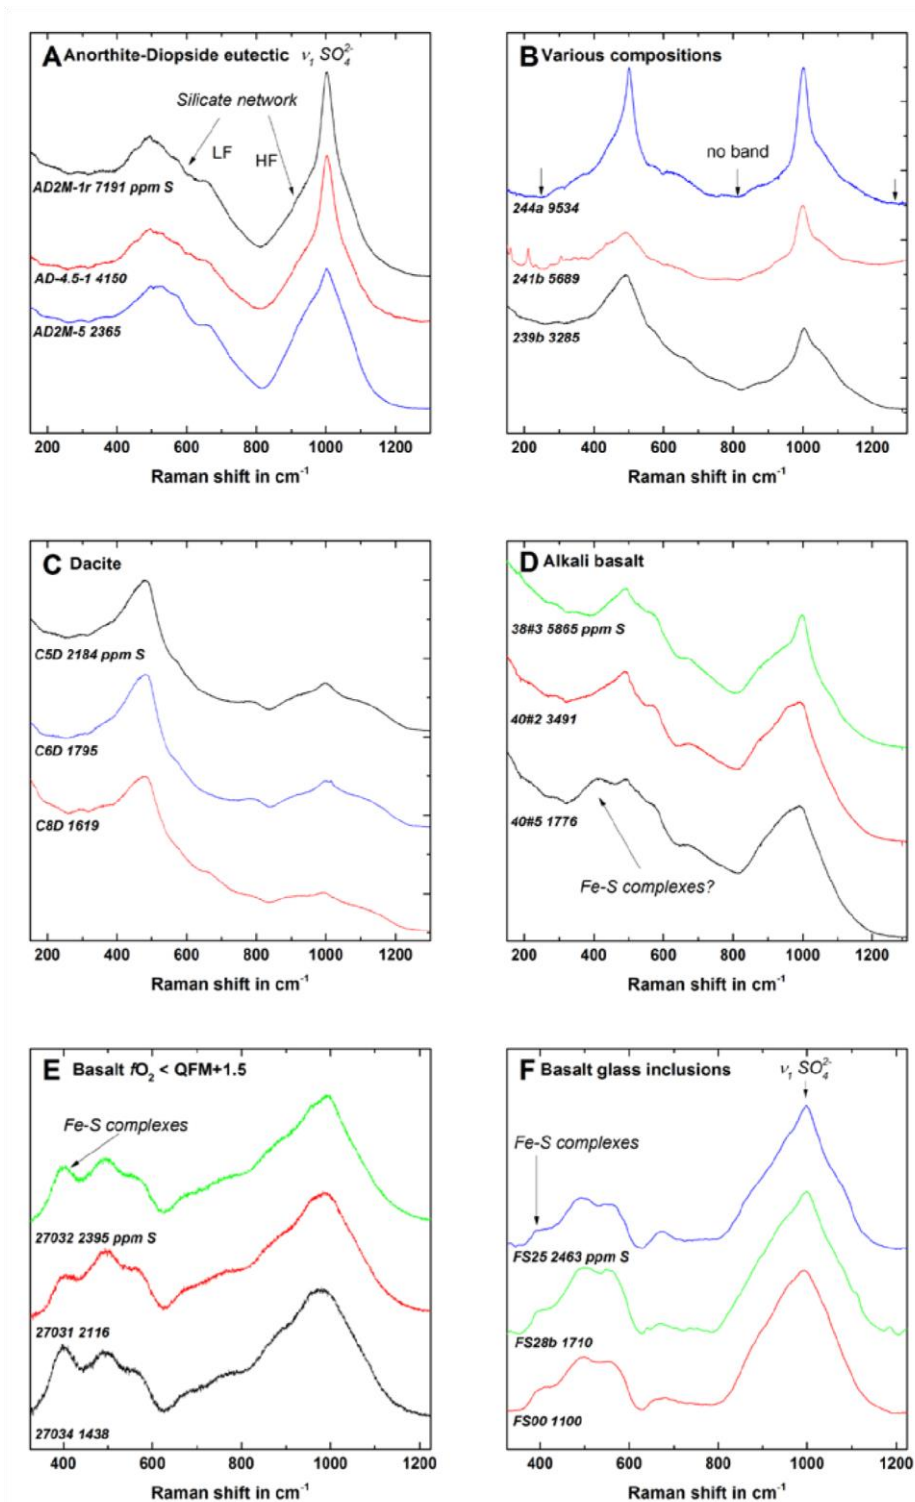 A Anorthite-Diopside eutectic ν₁ SO₄²⁻
Silicate network
LF
HF
AD2M-1r 7191 ppm S
AD-4.5-1 4150
AD2M-5 2365
200 400 600 800 1000 1200
Raman shift in cm⁻¹
B Various compositions
no band
244a 9534
241b 5689
239b 3285
200 400 600 800 1000 1200
Raman shift in cm⁻¹
C Dacite
C5D 2184 ppm S
C6D 1795
C8D 1619
200 400 600 800 1000 1200
Raman shift in cm⁻¹
D Alkali basalt
38#3 5865 ppm S
40#2 3491
40#5 1776
Fe-S complexes?
200 400 600 800 1000 1200
Raman shift in cm⁻¹
E Basalt fO₂ < QFM+1.5
Fe-S complexes
27032 2395 ppm S
27031 2116
27034 1438
400 600 800 1000 1200
Raman shift in cm⁻¹
F Basalt glass inclusions
ν₁ SO₄²⁻
Fe-S complexes
FS25 2463 ppm S
FS28b 1710
FS00 1100
400 600 800 1000 1200
Raman shift in cm⁻¹